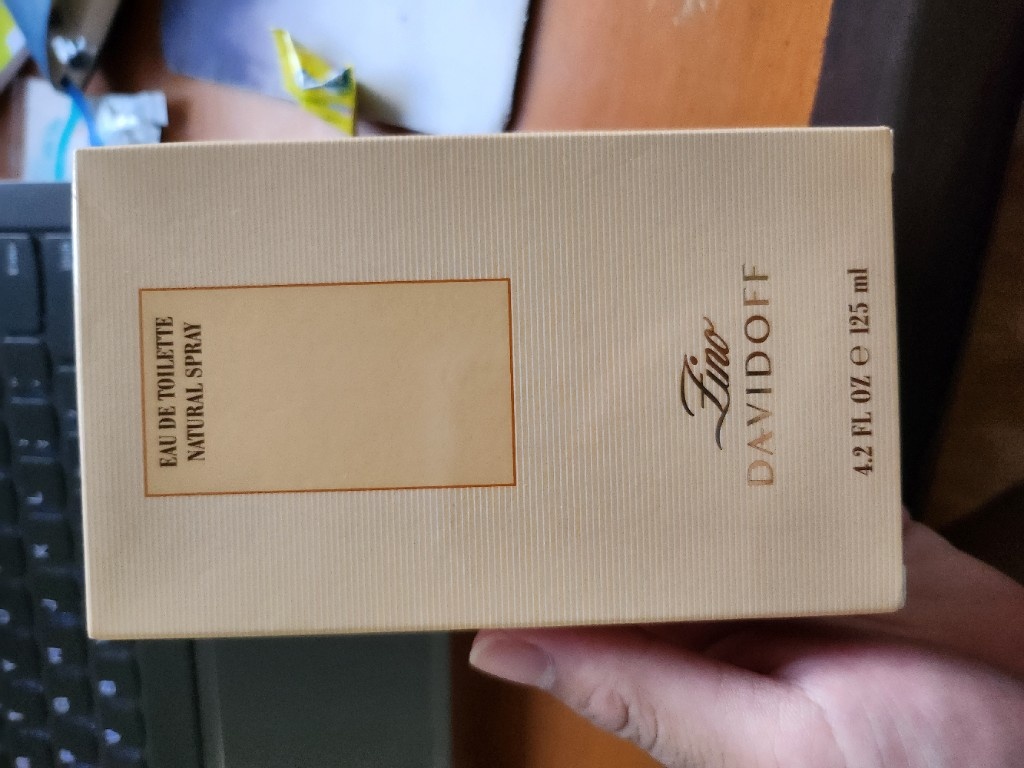 EAU DE TOILETTE
NATURAL SPRAY
Zino
DAVIDOFF
4.2 FL OZ ℮ 125 ml